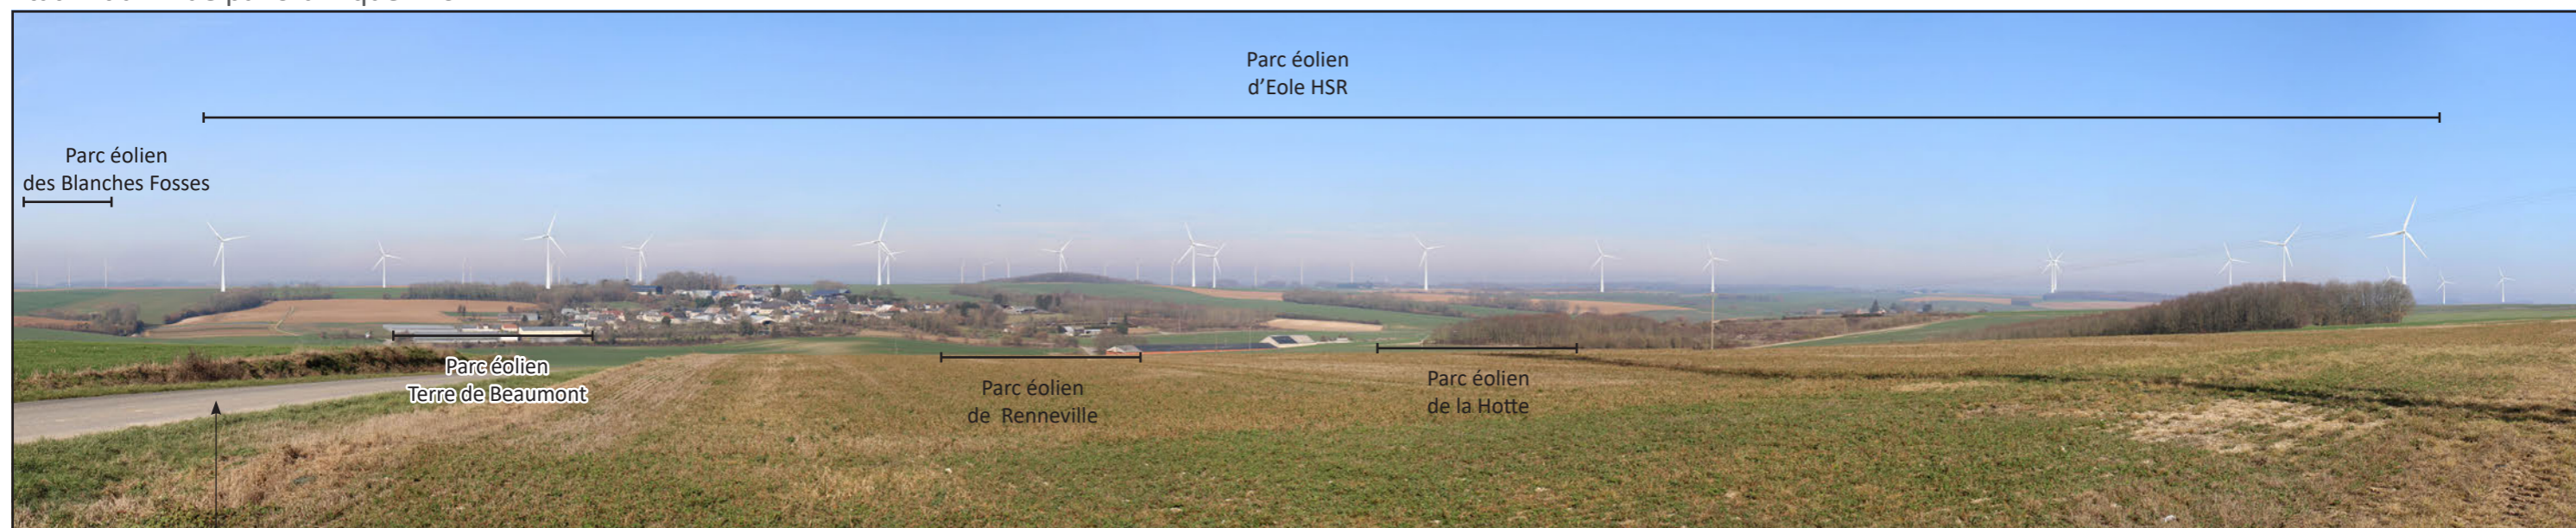 Parc éolien
d'Eole HSR
Parc éolien
des Blanches Fosses
Parc éolien
Terre de Beaumont
Parc éolien
de Renneville
Parc éolien
de la Hotte